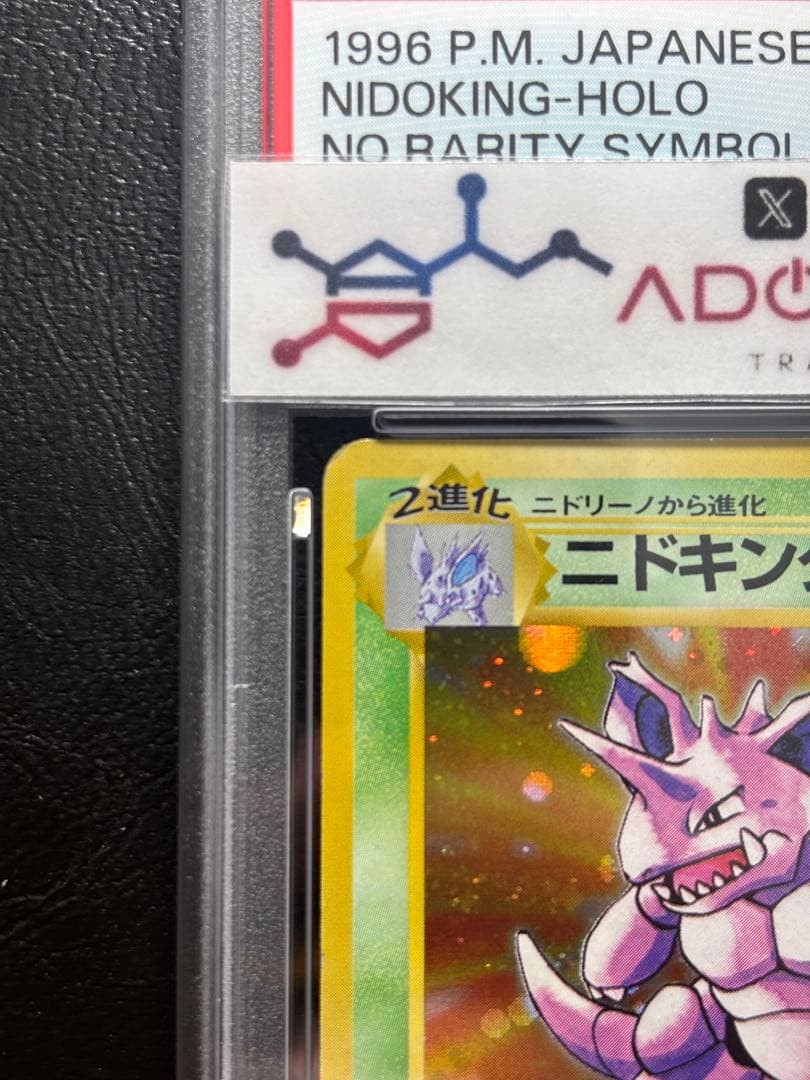 1996 P.M. JAPANESE
NIDOKING-HOLO
NO RARITY SYMBOL
X
ADO
TRA
2進化 ニドリーノから進化
ニドキング